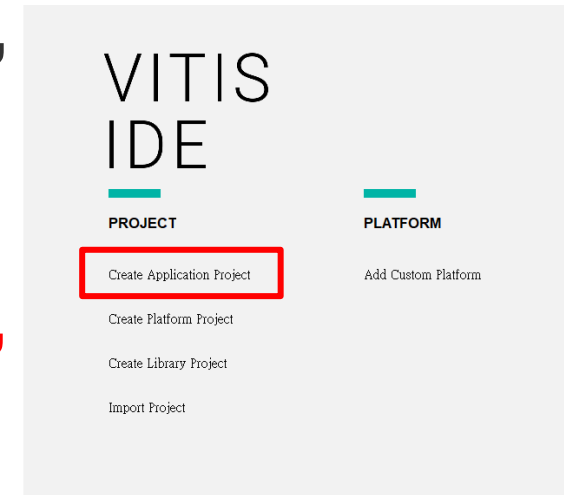 VITIS
IDE
PROJECT
Create Application Project
Create Platform Project
Create Library Project
Import Project
PLATFORM
Add Custom Platform